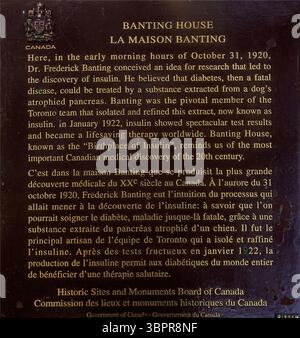 CANADA
BANTING HOUSE
LA MAISON BANTING
Here, in the early morning hours of October 31, 1920,
Dr. Frederick Banting conceived an idea for research that led to
the discovery of insulin. He believed that diabetes, then a fatal
disease, could be treated by a substance extracted from a dog's
atrophied pancreas. Banting was the pivotal member of the
Toronto team that isolated and refined this extract, now known as
insulin. In January 1922, insulin showed spectacular test results
and became a lifesaving therapy worldwide. Banting House,
known as the "Birthplace of Insulin", reminds us of the most
important Canadian medical discovery of the 20th century.
C'est dans la maison Banting que se produisit la plus grande
découverte médicale du XXe siècle au Canada. À l'aurore du 31
octobre 1920, Frederick Banting eut l'intuition du processus qui
allait mener à la découverte de l'insuline: à savoir que l'on
pourrait soigner le diabète, maladie jusque-là fatale, grâce à une
substance extraite du pancréas atrophié d'un chien. Il fut le
principal artisan de l'équipe de Toronto qui a isolé et raffiné
l'insuline. Après des tests fructueux en janvier 1922, la
production de l'insuline permit aux diabétiques du monde entier
de bénéficier d'une thérapie salutaire.
Historic Sites and Monuments Board of Canada
Commission des lieux et monuments historiques du Canada
Government of Canada - Gouvernement du Canada
alamy
Image ID: 3BPR8NF
www.alamy.com